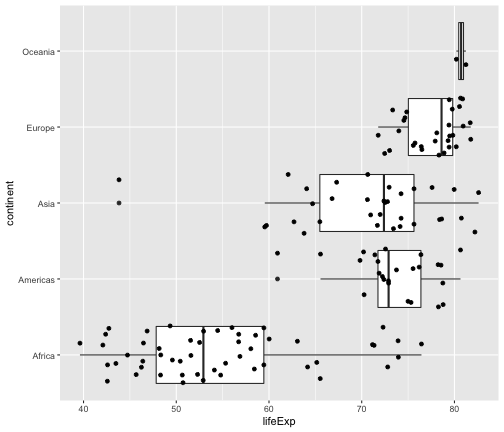 Oceania
Europe
Asia
Americas
Africa
continent
40 50 60 70 80
lifeExp